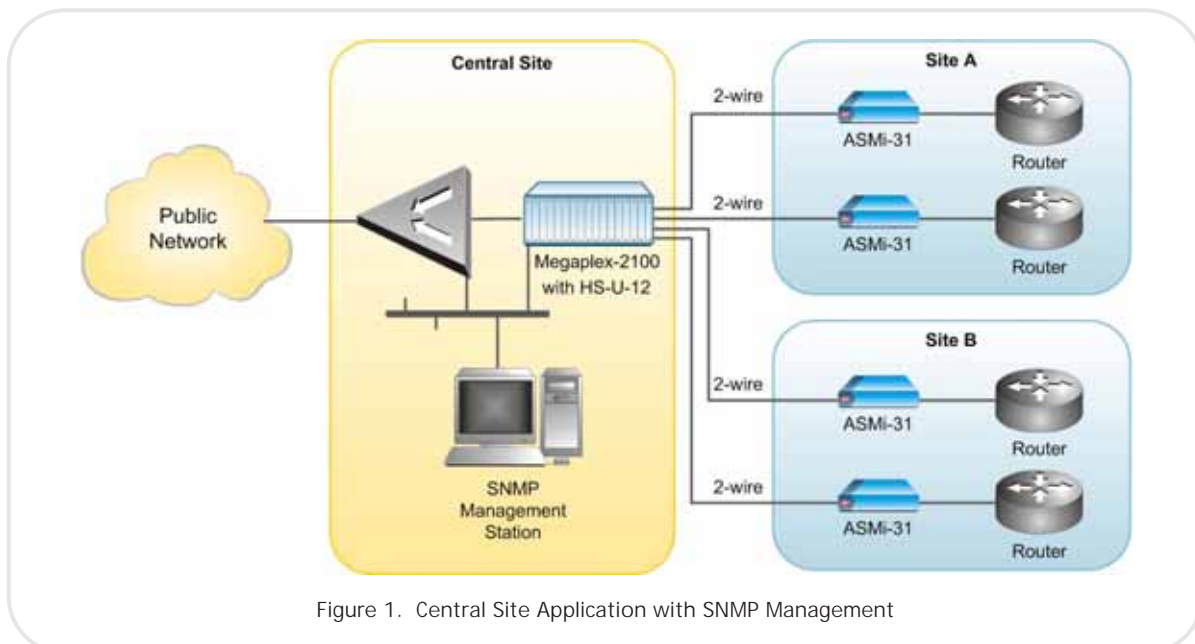 Central Site
Public
Network
Megaplex-2100
with HS-U-12
SNMP
Management
Station
Site A
2-wire
ASMi-31
Router
2-wire
ASMi-31
Router
Site B
2-wire
ASMi-31
Router
2-wire
ASMi-31
Router
Figure 1. Central Site Application with SNMP Management